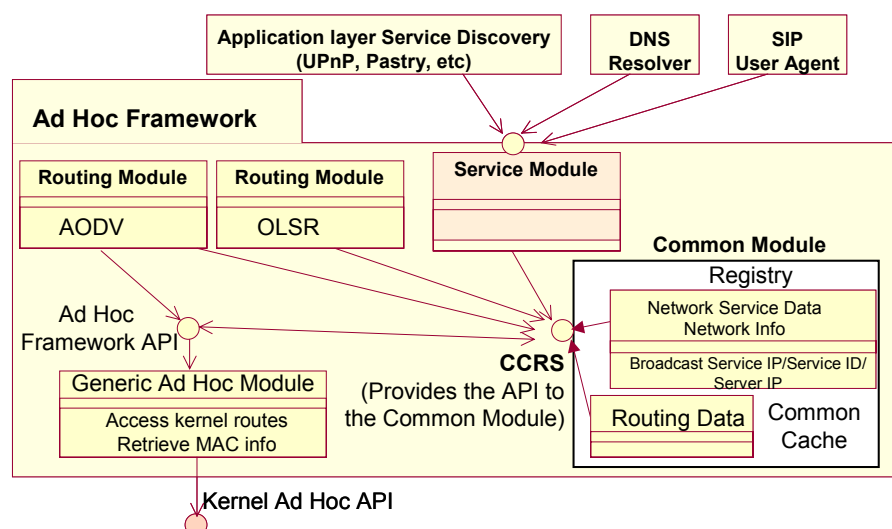 Application layer Service Discovery
(UPnP, Pastry, etc)
DNS
Resolver
SIP
User Agent
Ad Hoc Framework
Routing Module
AODV
Routing Module
OLSR
Service Module
Common Module
Registry
Network Service Data
Network Info
Broadcast Service IP/Service ID/
Server IP
Ad Hoc
Framework API
CCRS
(Provides the API to
the Common Module)
Generic Ad Hoc Module
Access kernel routes
Retrieve MAC info
Routing Data
Common
Cache
Kernel Ad Hoc API